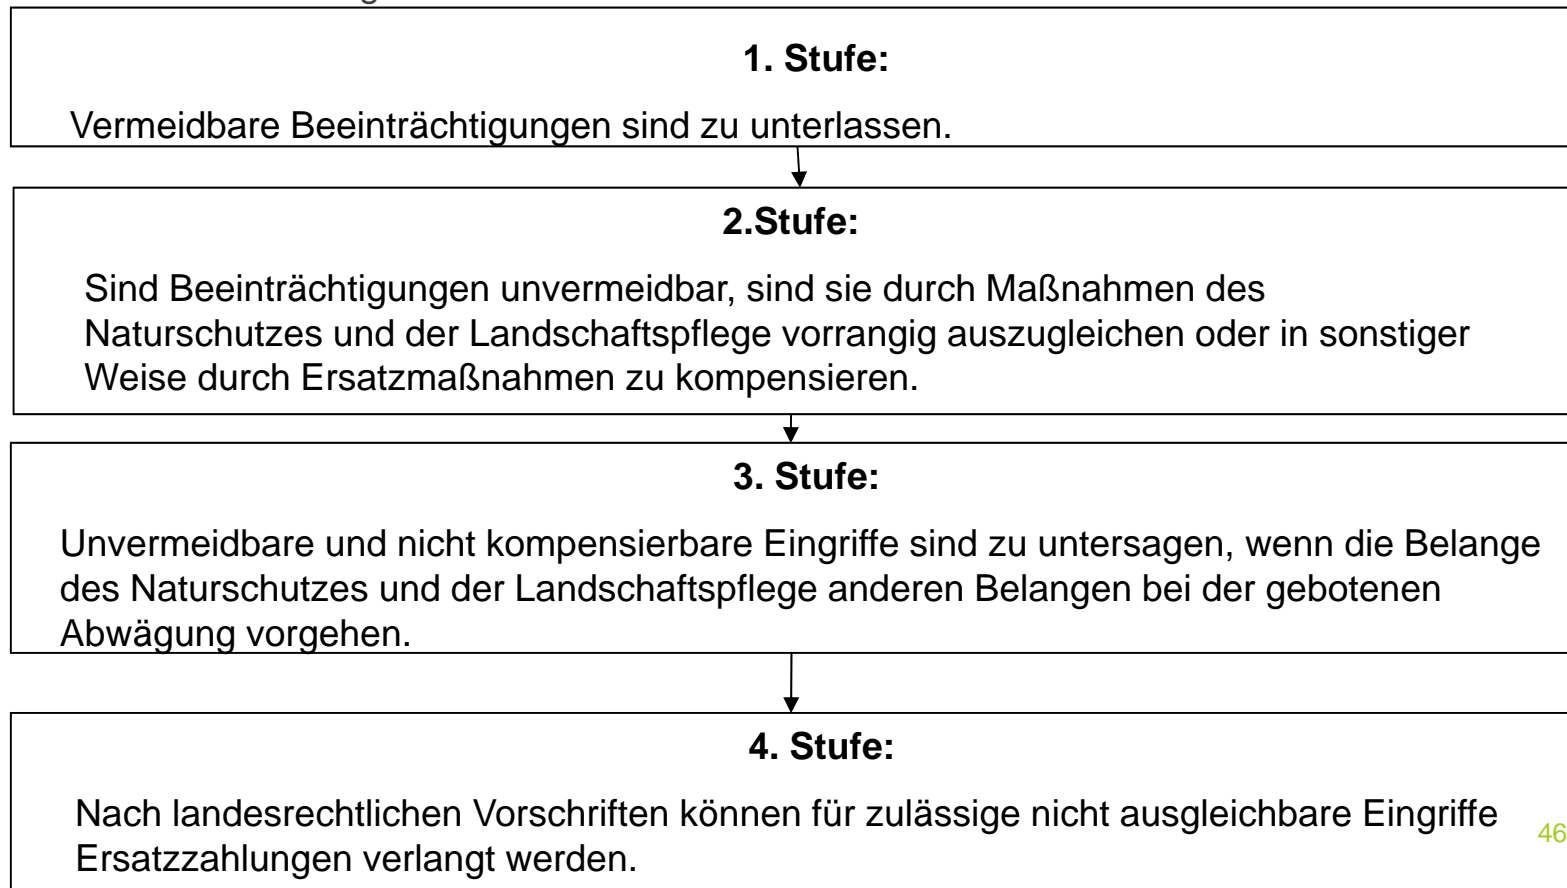 1. Stufe:
Vermeidbare Beeinträchtigungen sind zu unterlassen.
2.Stufe:
Sind Beeinträchtigungen unvermeidbar, sind sie durch Maßnahmen des
Naturschutzes und der Landschaftspflege vorrangig auszugleichen oder in sonstiger
Weise durch Ersatzmaßnahmen zu kompensieren.
3. Stufe:
Unvermeidbare und nicht kompensierbare Eingriffe sind zu untersagen, wenn die Belange
des Naturschutzes und der Landschaftspflege anderen Belangen bei der gebotenen
Abwägung vorgehen.
4. Stufe:
Nach landesrechtlichen Vorschriften können für zulässige nicht ausgleichbare Eingriffe
Ersatzzahlungen verlangt werden.
46